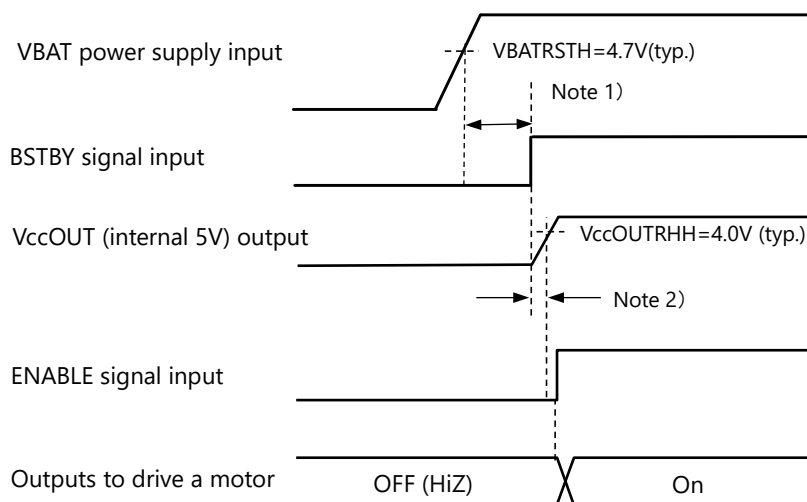 VBAT power supply input
VBATRSTH=4.7V(typ.)
Note 1）
BSTBY signal input
VccOUT (internal 5V) output
VccOUTRHH=4.0V (typ.)
Note 2）
ENABLE signal input
Outputs to drive a motor
OFF (HiZ)
On